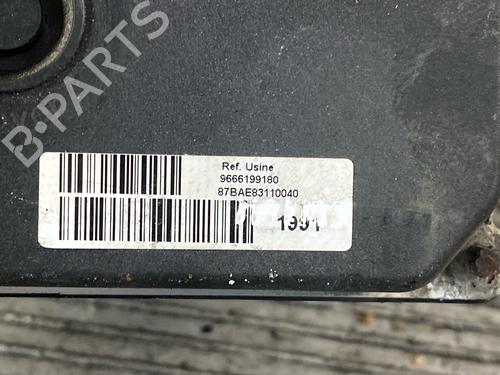 B-PARTS
Ref. Usine
9666199180
87BAE83110040
1991